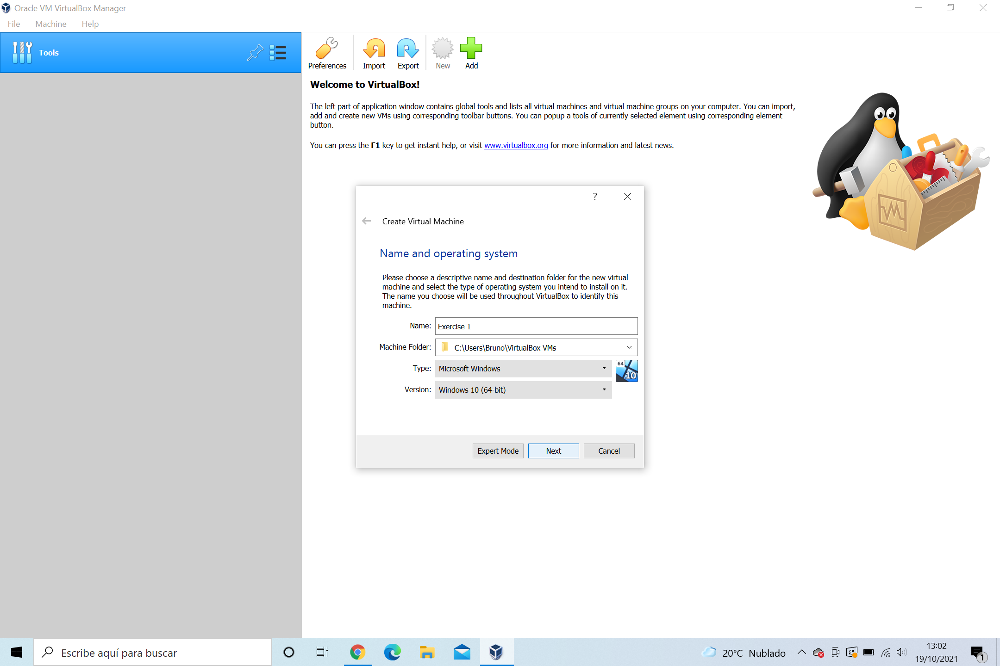 Oracle VM VirtualBox Manager
File Machine Help
Tools
Preferences Import Export New Add
Welcome to VirtualBox!
The left part of application window contains global tools and lists all virtual machines and virtual machine groups on your computer. You can import,
add and create new VMs using corresponding toolbar buttons. You can popup a tools of currently selected element using corresponding element
button.
You can press the F1 key to get instant help, or visit www.virtualbox.org for more information and latest news.
?
Create Virtual Machine
Name and operating system
Please choose a descriptive name and destination folder for the new virtual
machine and select the type of operating system you intend to install on it.
The name you choose will be used throughout VirtualBox to identify this
machine.
Name: Exercise 1
Machine Folder: C:\Users\Bruno\VirtualBox VMs
Type: Microsoft Windows
64
10
Version: Windows 10 (64-bit)
Expert Mode Next Cancel
Escribe aquí para buscar
20°C Nublado
13:02
19/10/2021
1